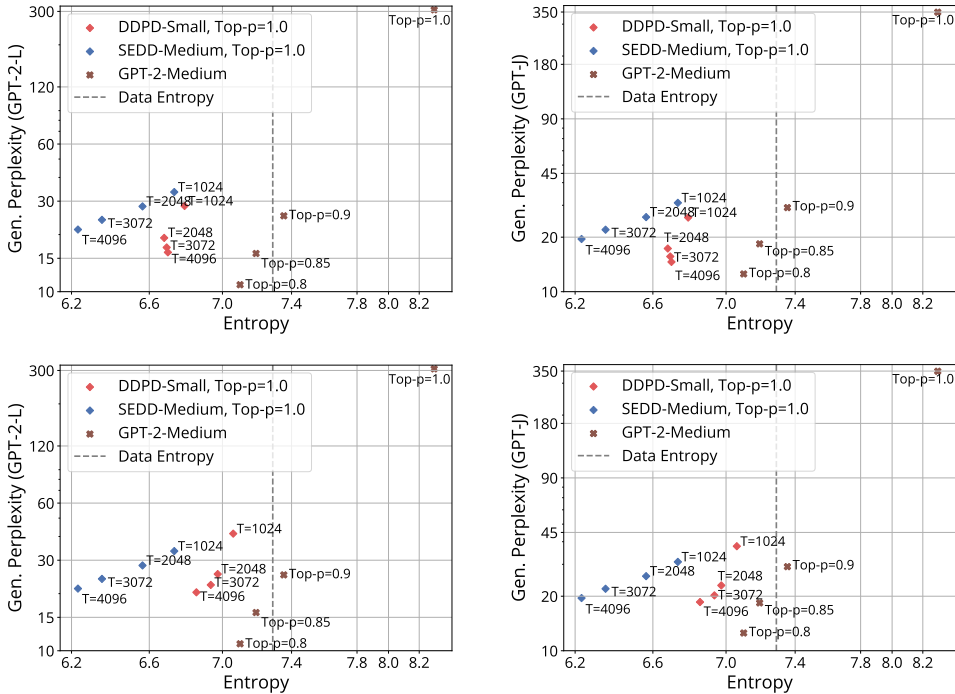 Gen. Perplexity (GPT-2-L)
300
120
60
30
15
10
DDPD-Small, Top-p=1.0
SEDD-Medium, Top-p=1.0
GPT-2-Medium
Data Entropy
Top-p=1.0
T=1024
T=2048
T=1024
T=3072
T=4096
T=2048
T=3072
T=4096
Top-p=0.9
Top-p=0.85
Top-p=0.8
6.2 6.6 7.0 7.4 7.8 8.2
Entropy
Gen. Perplexity (GPT-J)
350
180
90
45
20
10
DDPD-Small, Top-p=1.0
SEDD-Medium, Top-p=1.0
GPT-2-Medium
Data Entropy
Top-p=1.0
T=1024
T=2048
T=1024
T=3072
T=4096
T=2048
T=3072
T=4096
Top-p=0.9
Top-p=0.85
Top-p=0.8
6.2 6.6 7.0 7.4 7.8 8.2
Entropy
Gen. Perplexity (GPT-2-L)
300
120
60
30
15
10
DDPD-Small, Top-p=1.0
SEDD-Medium, Top-p=1.0
GPT-2-Medium
Data Entropy
Top-p=1.0
T=1024
T=1024
T=2048
T=3072
T=4096
T=2048
T=3072
T=4096
Top-p=0.9
Top-p=0.85
Top-p=0.8
6.2 6.6 7.0 7.4 7.8 8.2
Entropy
Gen. Perplexity (GPT-J)
350
180
90
45
20
10
DDPD-Small, Top-p=1.0
SEDD-Medium, Top-p=1.0
GPT-2-Medium
Data Entropy
Top-p=1.0
T=1024
T=1024
T=2048
T=3072
T=4096
T=2048
T=3072
T=4096
Top-p=0.9
Top-p=0.85
Top-p=0.8
6.2 6.6 7.0 7.4 7.8 8.2
Entropy